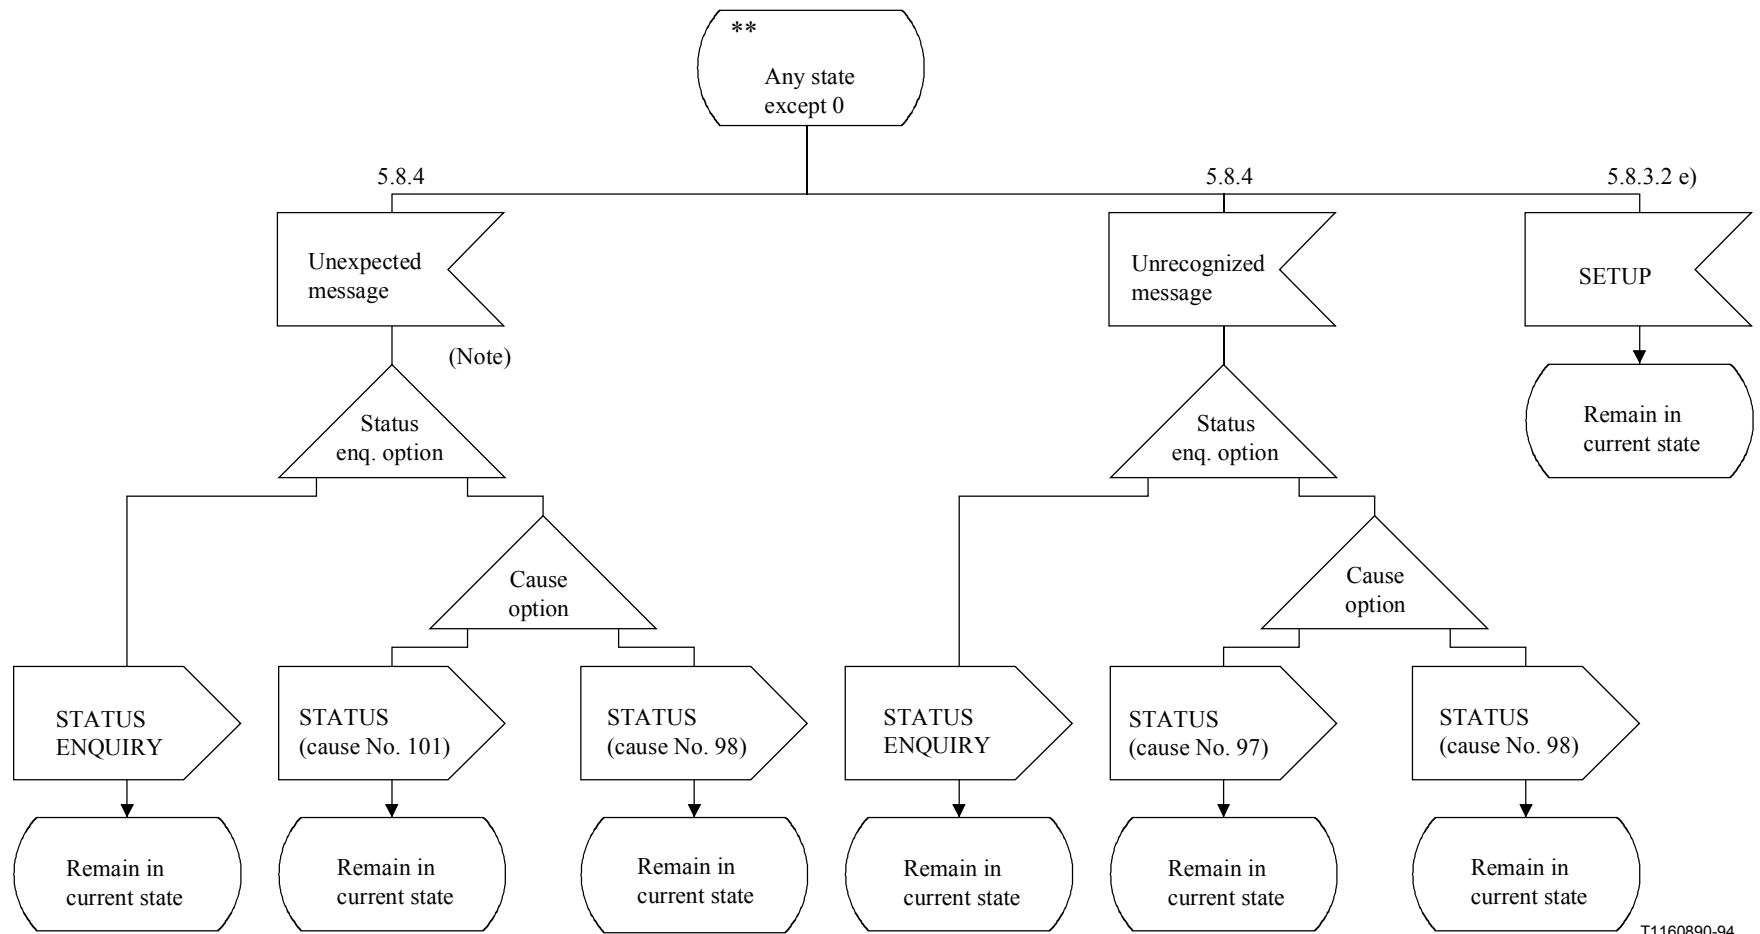 **
Any state
except 0
5.8.4
5.8.4
5.8.3.2 e)
Unexpected
message
Unrecognized
message
SETUP
(Note)
Status
enq. option
Status
enq. option
Remain in
current state
Cause
option
Cause
option
STATUS
ENQUIRY
STATUS
(cause No. 101)
STATUS
(cause No. 98)
STATUS
ENQUIRY
STATUS
(cause No. 97)
STATUS
(cause No. 98)
Remain in
current state
Remain in
current state
Remain in
current state
Remain in
current state
Remain in
current state
Remain in
current state
T1160890-94